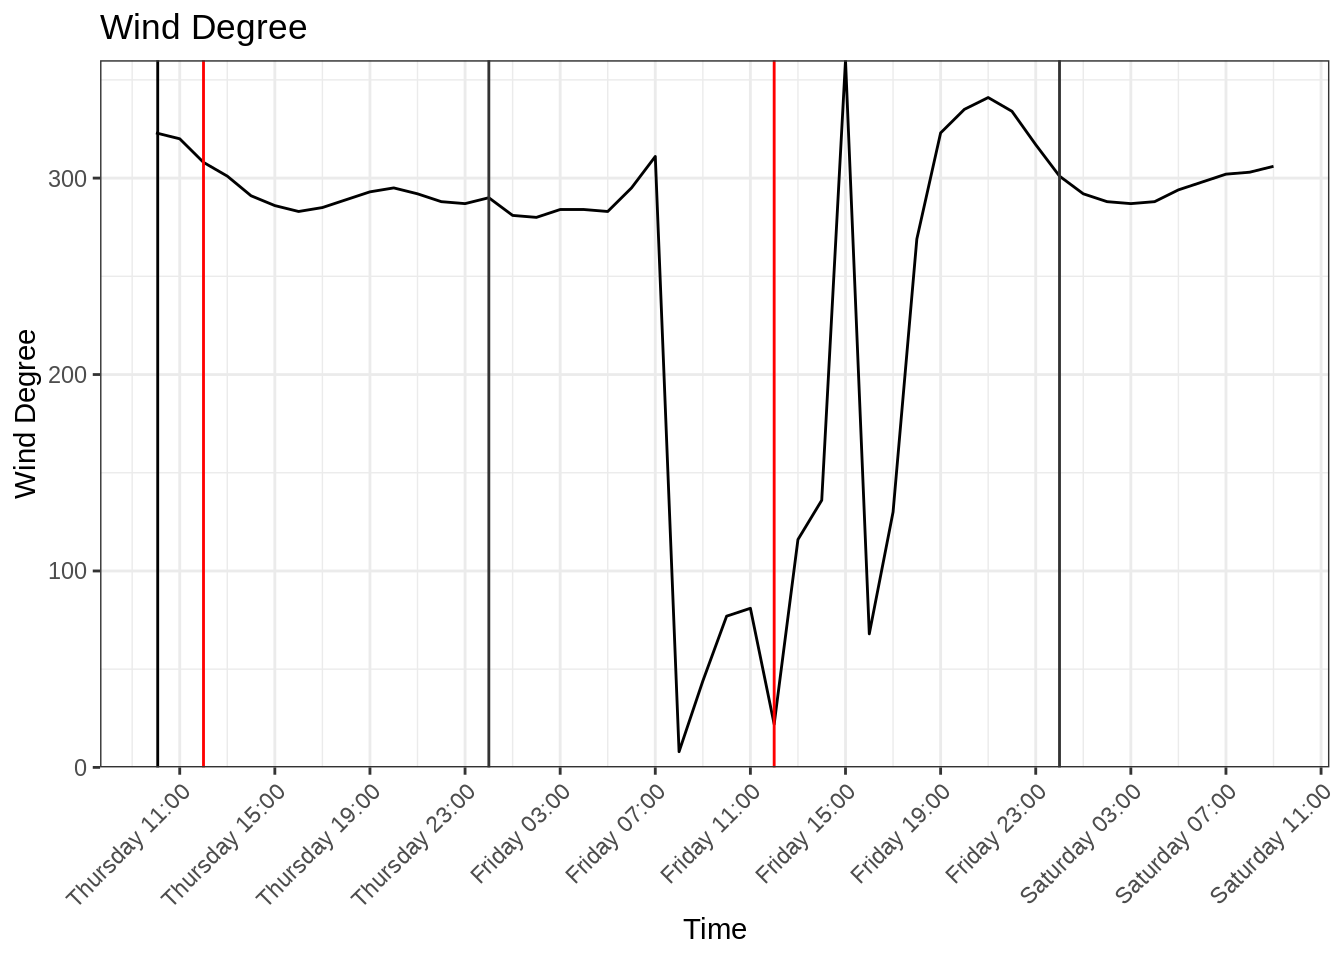 Wind Degree
Wind Degree
300
200
100
0
Thursday 11:00
Thursday 15:00
Thursday 19:00
Thursday 23:00
Friday 03:00
Friday 07:00
Friday 11:00
Friday 15:00
Friday 19:00
Friday 23:00
Saturday 03:00
Saturday 07:00
Saturday 11:00
Time